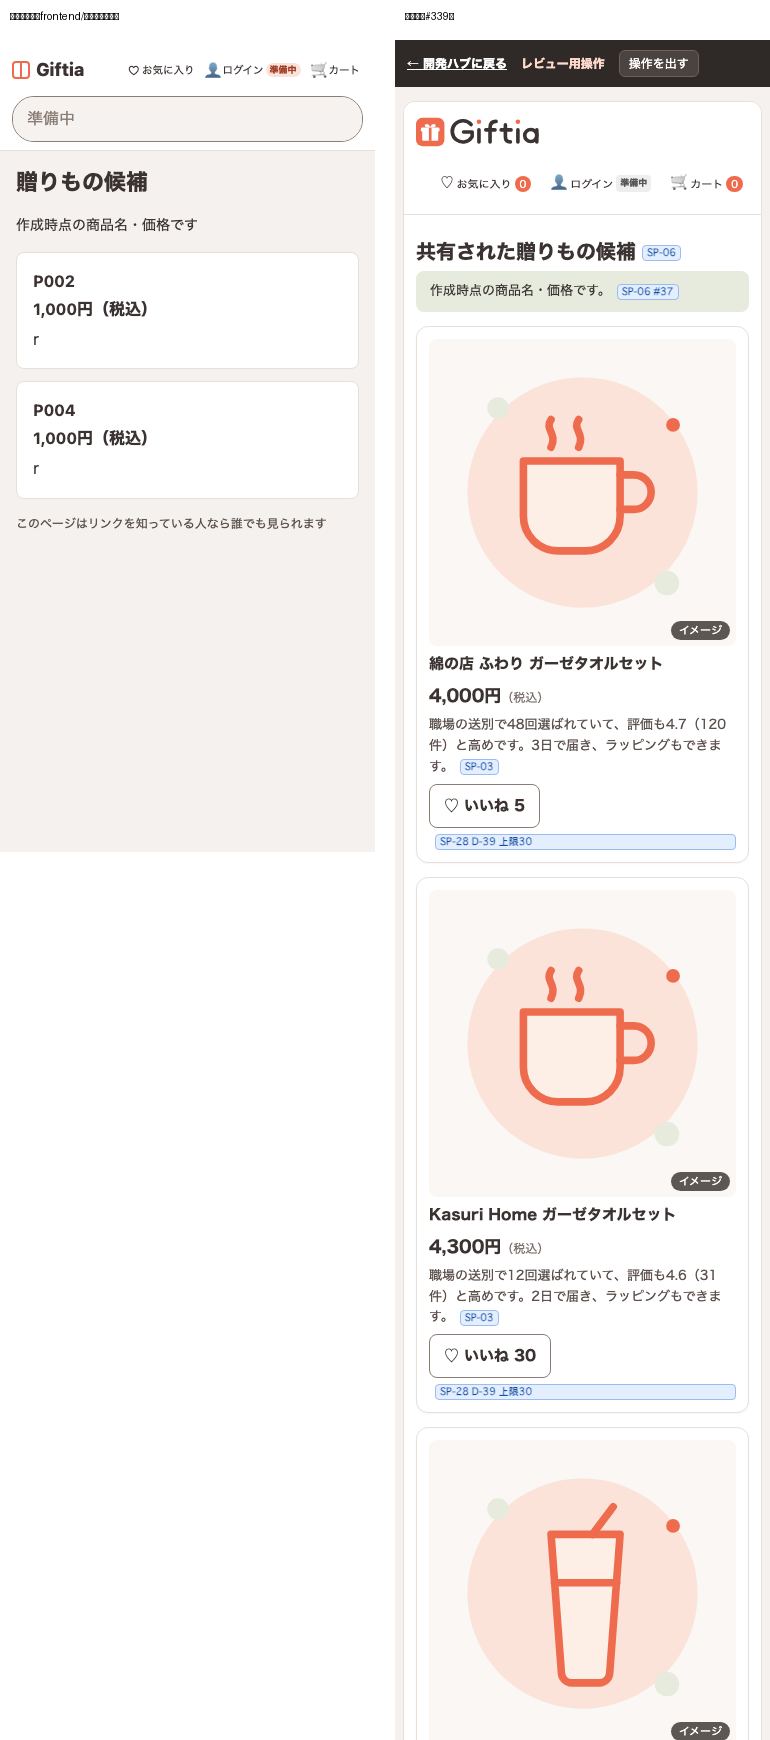 frontend/
#339
Giftia
♡ お気に入り
ログイン 準備中
カート
準備中
贈りもの候補
作成時点の商品名・価格です
P002
1,000円（税込）
r
P004
1,000円（税込）
r
このページはリンクを知っている人なら誰でも見られます
← 開発ハブに戻る
レビュー用操作
操作を出す
Giftia
♡ お気に入り 0
ログイン 準備中
カート 0
共有された贈りもの候補 SP-06
作成時点の商品名・価格です。 SP-06 #37
イメージ
綿の店 ふわり ガーゼタオルセット
4,000円（税込）
職場の送別で48回選ばれていて、評価も4.7（120
件）と高めです。3日で届き、ラッピングもできま
す。 SP-03
♡ いいね 5
SP-28 D-39 上限30
イメージ
Kasuri Home ガーゼタオルセット
4,300円（税込）
職場の送別で12回選ばれていて、評価も4.6（31
件）と高めです。2日で届き、ラッピングもできま
す。 SP-03
♡ いいね 30
SP-28 D-39 上限30
イメージ